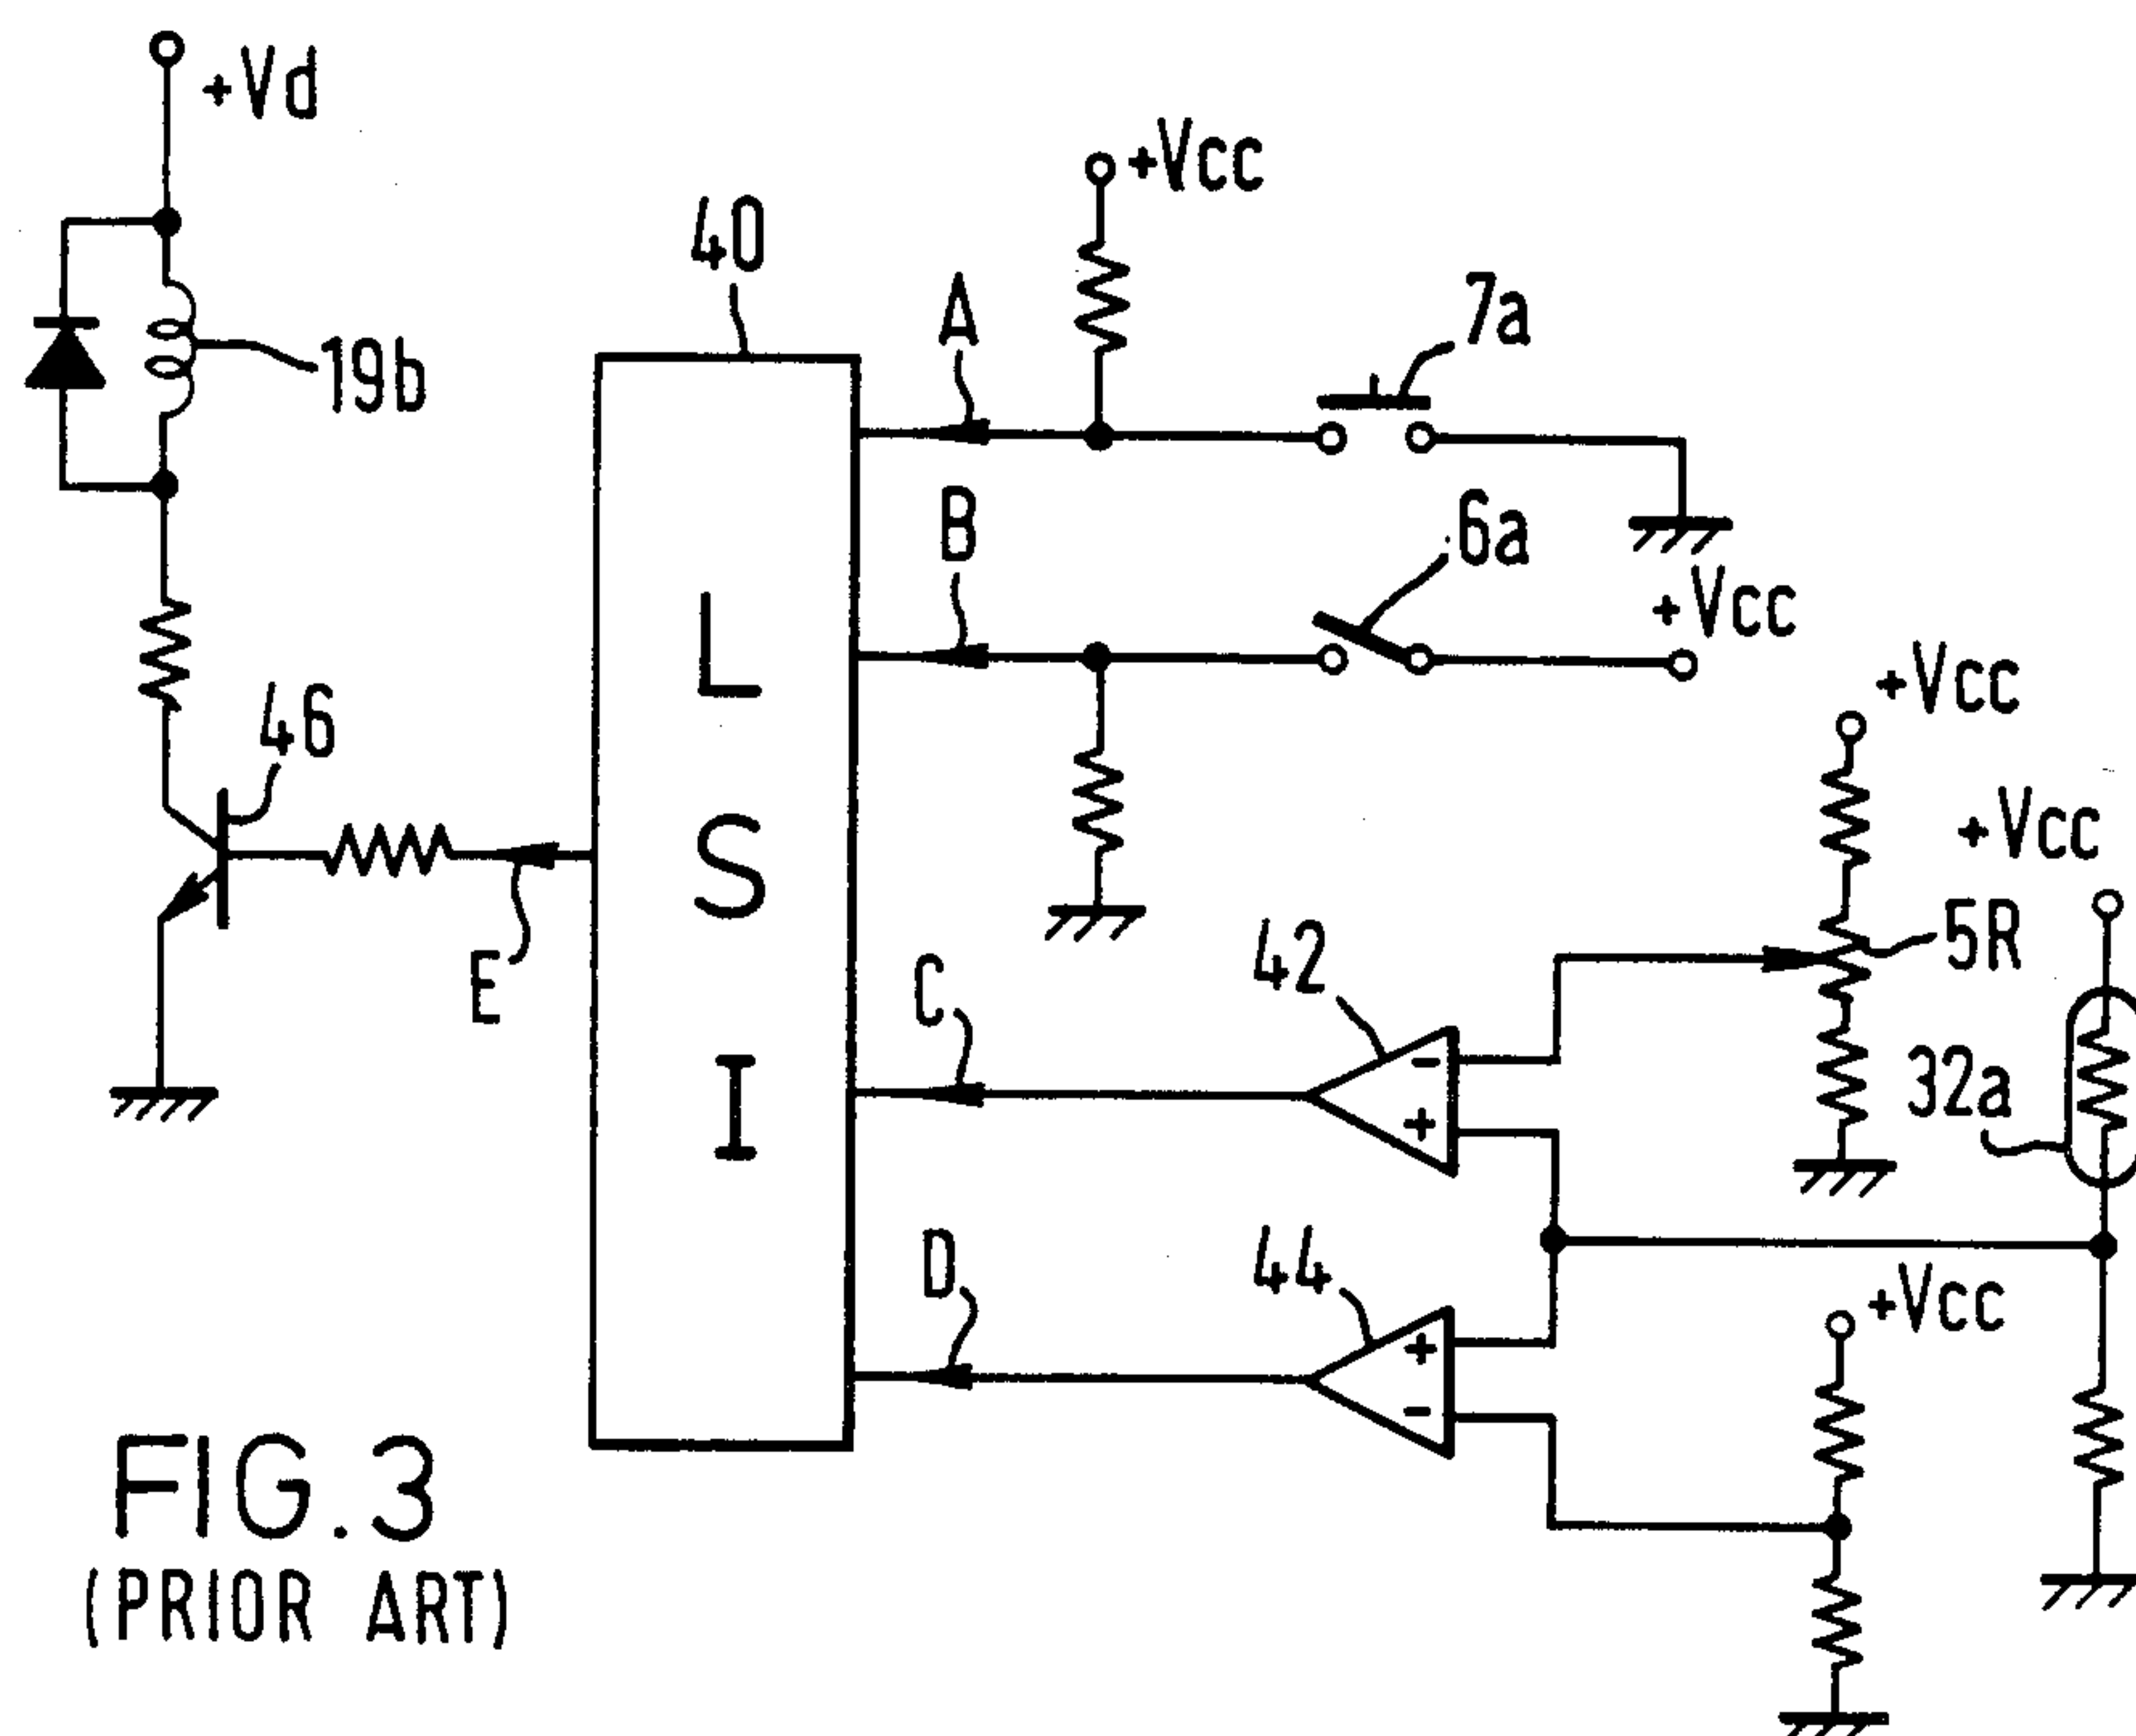 +Vd
+Vcc
40
A
7a
19b
B
6a
+Vcc
L
S
I
46
+Vcc
+Vcc
E
C
42
5R
32a
-
+
D
44
+Vcc
+
-
FIG.3
(PRIOR ART)